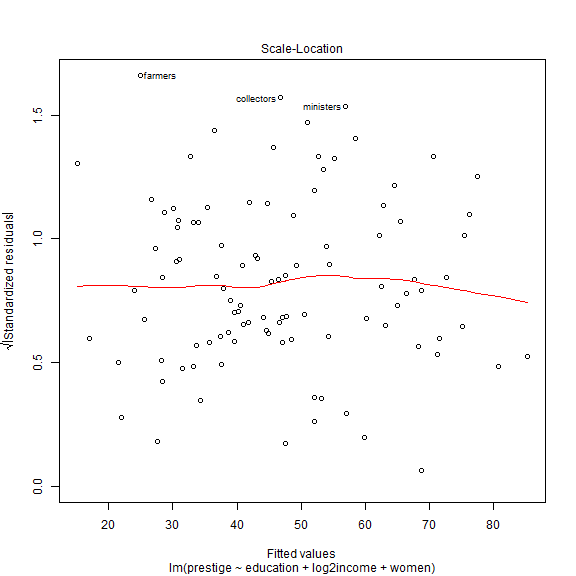 Scale-Location
farmers
collectors
ministers
√|Standardized residuals|
1.5
1.0
0.5
0.0
20 30 40 50 60 70 80
Fitted values
lm(prestige ~ education + log2income + women)